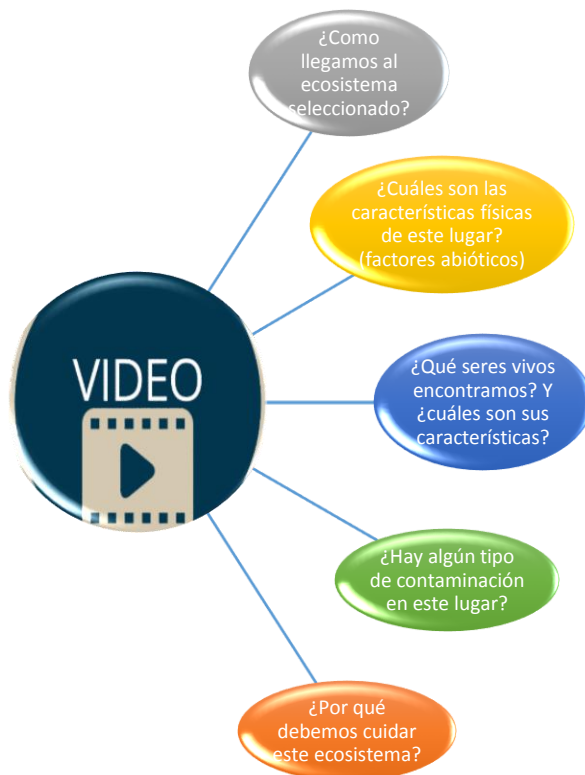 ¿Como
llegamos al
ecosistema
seleccionado?
¿Cuáles son las
características físicas
de este lugar?
(factores abióticos)
VIDEO
¿Qué seres vivos
encontramos? Y
¿cuáles son sus
características?
¿Hay algún tipo
de contaminación
en este lugar?
¿Por qué
debemos cuidar
este ecosistema?